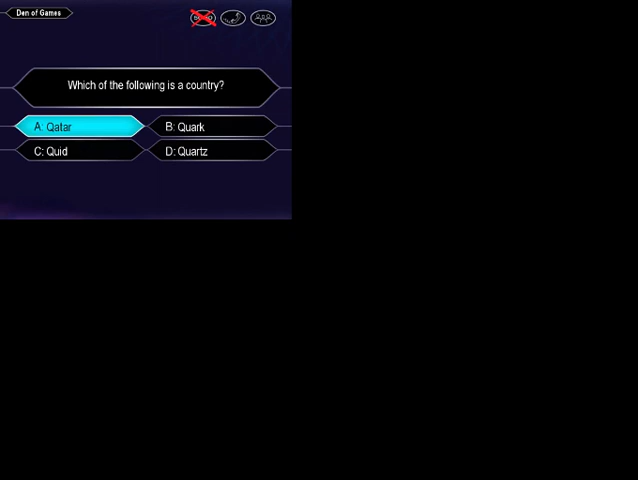 Den of Games
Which of the following is a country?
A: Qatar
B: Quark
C: Quid
D: Quartz